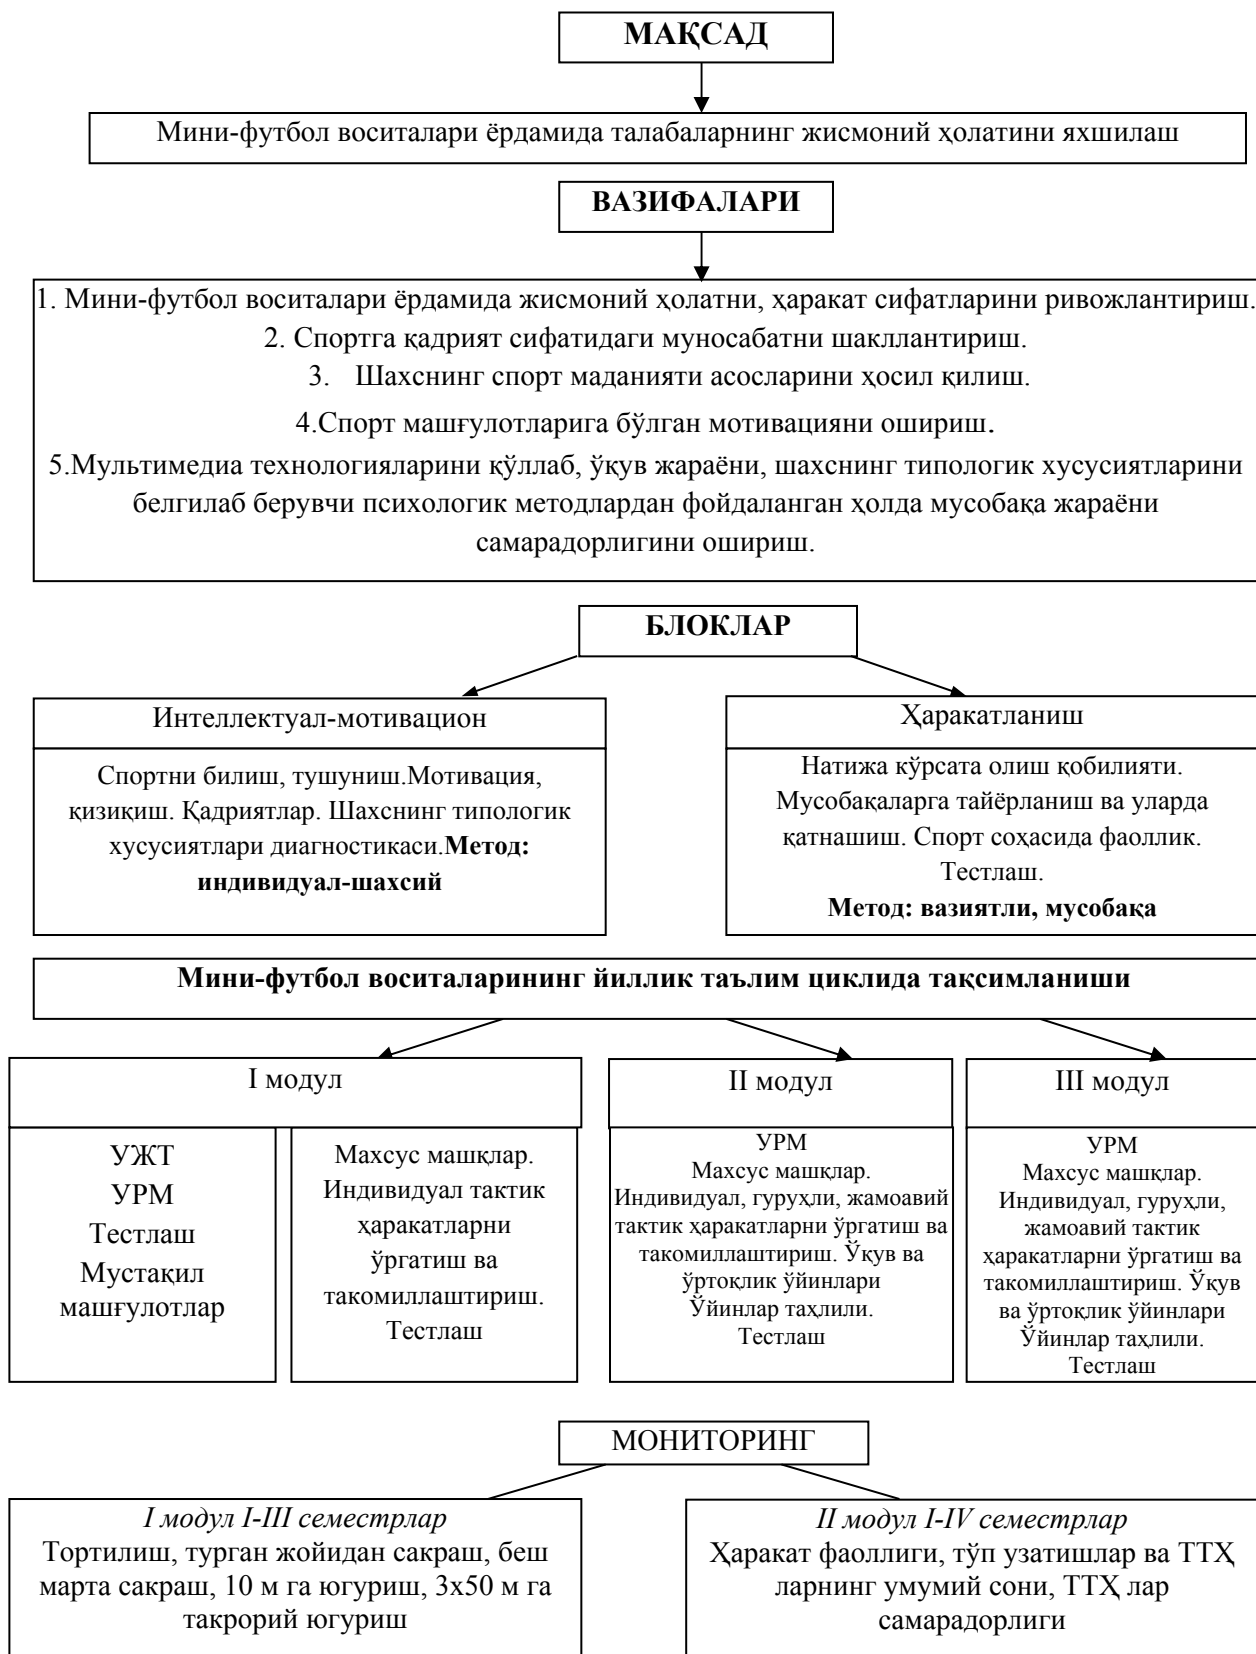 МАҚСАД
Мини-футбол воситалари ёрдамида талабаларнинг жисмоний ҳолатини яхшилаш
ВАЗИФАЛАРИ
1. Мини-футбол воситалари ёрдамида жисмоний ҳолатни, ҳаракат сифатларини ривожлантириш.
2. Спортга қадрият сифатидаги муносабатни шакллантириш.
3. Шахснинг спорт маданияти асосларини ҳосил қилиш.
4.Спорт машғулотларига бўлган мотивацияни ошириш.
5.Мультимедиа технологияларини қўллаб, ўқув жараёни, шахснинг типологик хусусиятларини
белгилаб берувчи психологик методлардан фойдаланган ҳолда мусобақа жараёни
самарадорлигини ошириш.
БЛОКЛАР
Интеллектуал-мотивацион
Спортни билиш, тушуниш.Мотивация,
қизиқиш. Қадриятлар. Шахснинг типологик
хусусиятлари диагностикаси.Метод:
индивидуал-шахсий
Ҳаракатланиш
Натижа кўрсата олиш қобилияти.
Мусобақаларга тайёрланиш ва уларда
қатнашиш. Спорт соҳасида фаоллик.
Тестлаш.
Метод: вазиятли, мусобақа
Мини-футбол воситаларининг йиллик таълим циклида тақсимланиши
I модул
УЖТ
УРМ
Тестлаш
Мустақил
машғулотлар
Махсус машқлар.
Индивидуал тактик
ҳаракатларни
ўргатиш ва
такомиллаштириш.
Тестлаш
II модул
УРМ
Махсус машқлар.
Индивидуал, гуруҳли, жамоавий
тактик ҳаракатларни ўргатиш ва
такомиллаштириш. Ўқув ва
ўртоқлик ўйинлари
Ўйинлар таҳлили.
Тестлаш
III модул
УРМ
Махсус машқлар.
Индивидуал, гуруҳли,
жамоавий тактик
ҳаракатларни ўргатиш ва
такомиллаштириш. Ўқув
ва ўртоқлик ўйинлари
Ўйинлар таҳлили.
Тестлаш
МОНИТОРИНГ
I модул I-III семестрлар
Тортилиш, турган жойидан сакраш, беш
марта сакраш, 10 м га югуриш, 3х50 м га
такрорий югуриш
II модул I-IV семестрлар
Ҳаракат фаоллиги, тўп узатишлар ва ТТҲ
ларнинг умумий сони, ТТҲ лар
самарадорлиги